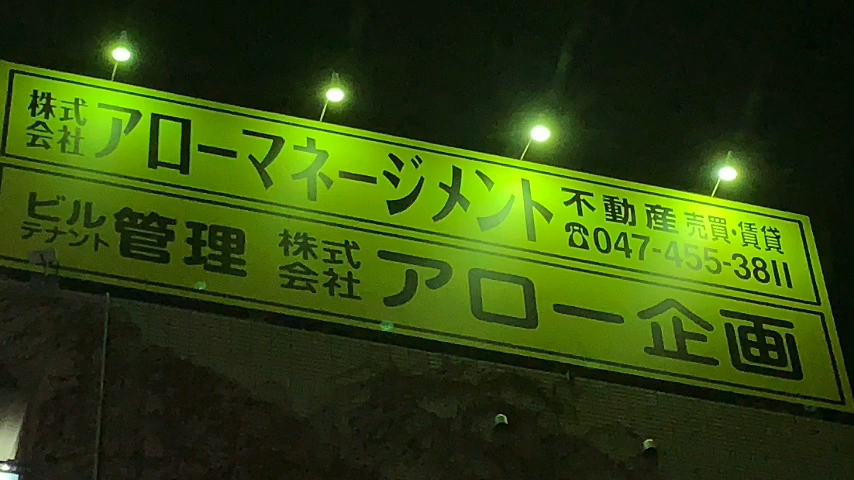 株式会社 アローマネージメント 不動産 売買・賃貸
☎047-455-3811
ビルテナント 管理 株式会社 アロー企画